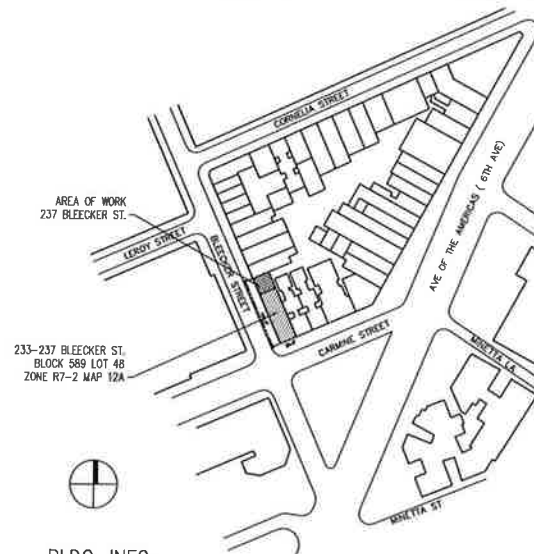 CORNELIA STREET
AREA OF WORK
237 BLEECKER ST.
AVE OF THE AMERICAS ( 6TH AVE)
LEROY STREET
BLEECKER STREET
233-237 BLEECKER ST.
BLOCK 589 LOT 48
ZONE R7-2 MAP 12A
CARMINE STREET
MINETTA LA.
MINETTA ST